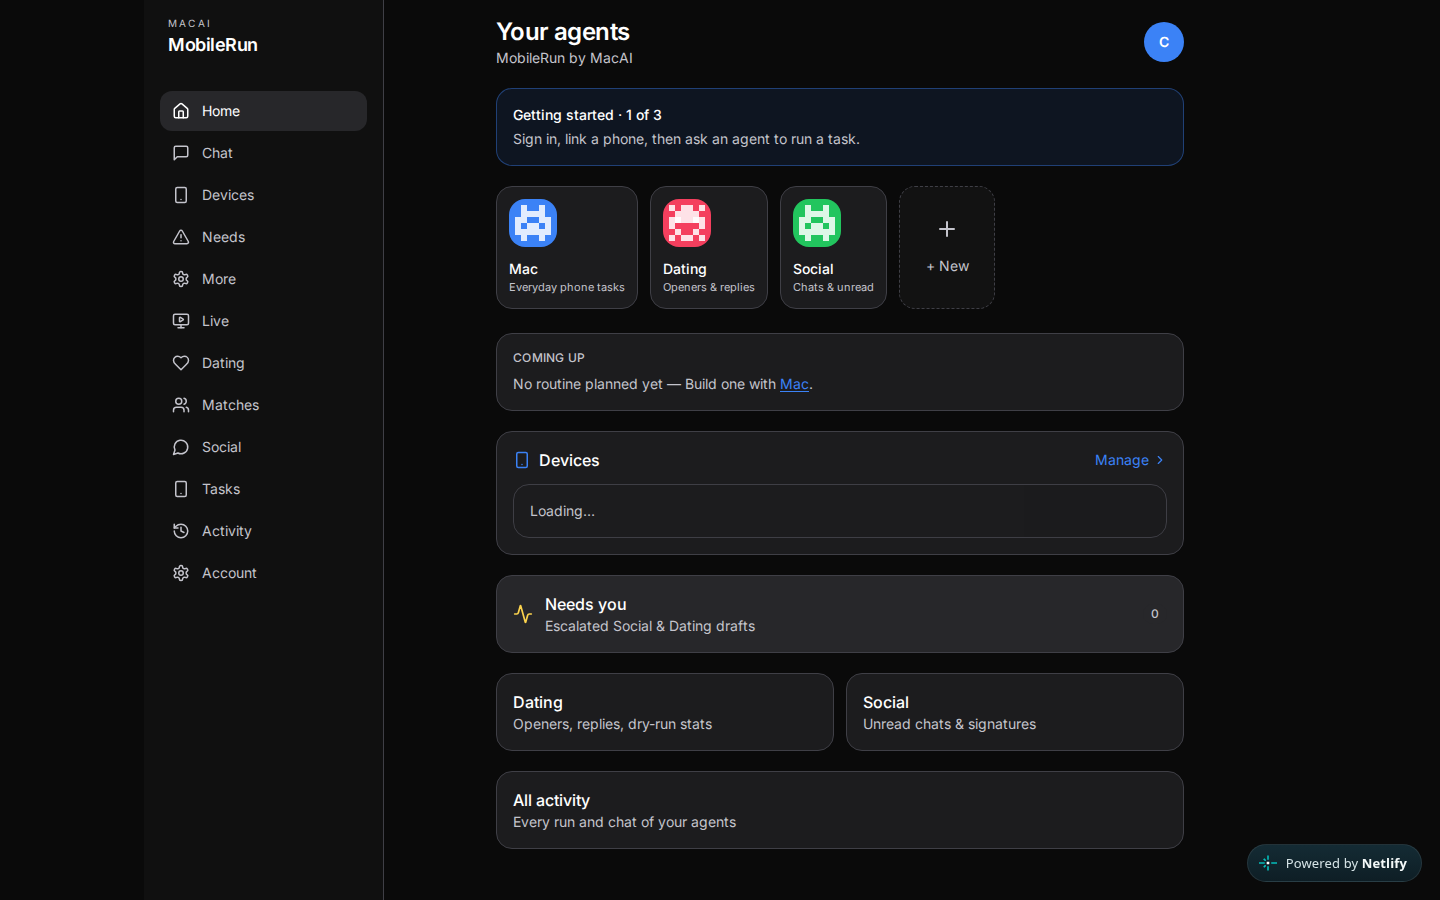 MACAI
MobileRun
Home
Chat
Devices
Needs
More
Live
Dating
Matches
Social
Tasks
Activity
Account
Your agents
MobileRun by MacAI
C
Getting started · 1 of 3
Sign in, link a phone, then ask an agent to run a task.
Mac
Everyday phone tasks
Dating
Openers & replies
Social
Chats & unread
+ New
COMING UP
No routine planned yet — Build one with Mac.
Devices
Manage
Loading...
Needs you
Escalated Social & Dating drafts
0
Dating
Openers, replies, dry-run stats
Social
Unread chats & signatures
All activity
Every run and chat of your agents
Powered by Netlify